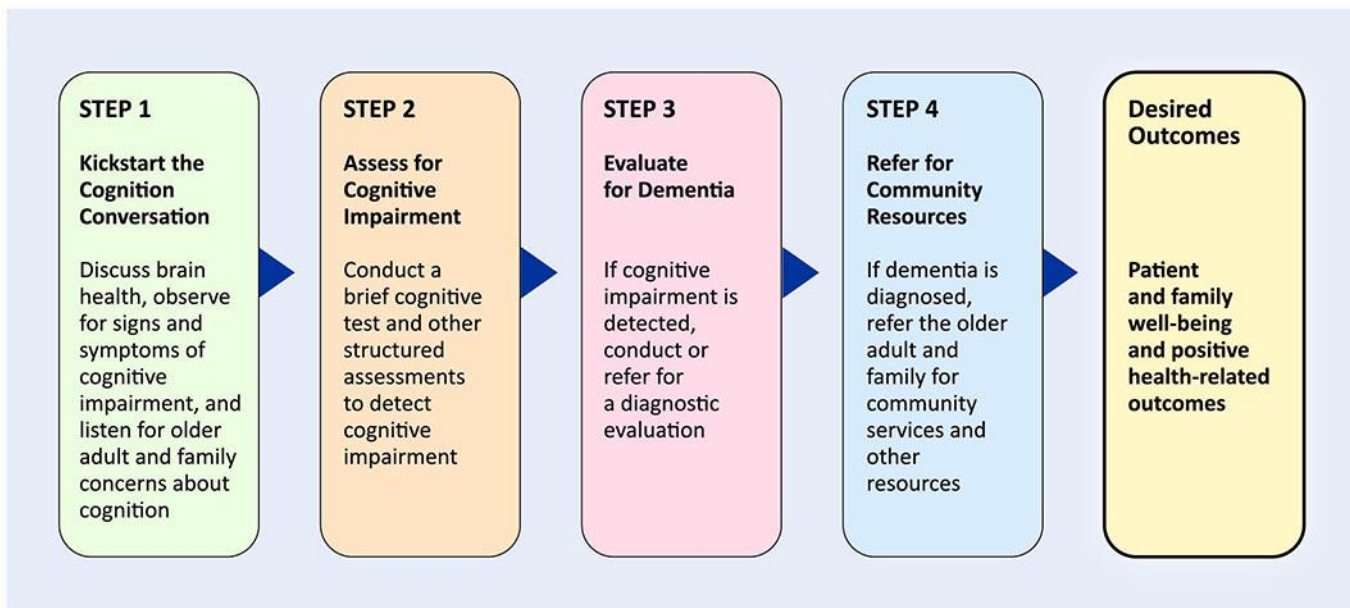 STEP 1
Kickstart the
Cognition
Conversation
Discuss brain
health, observe
for signs and
symptoms of
cognitive
impairment, and
listen for older
adult and family
concerns about
cognition
STEP 2
Assess for
Cognitive
Impairment
Conduct a
brief cognitive
test and other
structured
assessments
to detect
cognitive
impairment
STEP 3
Evaluate
for Dementia
If cognitive
impairment is
detected,
conduct or
refer for
a diagnostic
evaluation
STEP 4
Refer for
Community
Resources
If dementia is
diagnosed,
refer the older
adult and
family for
community
services and
other
resources
Desired
Outcomes
Patient
and family
well-being
and positive
health-related
outcomes